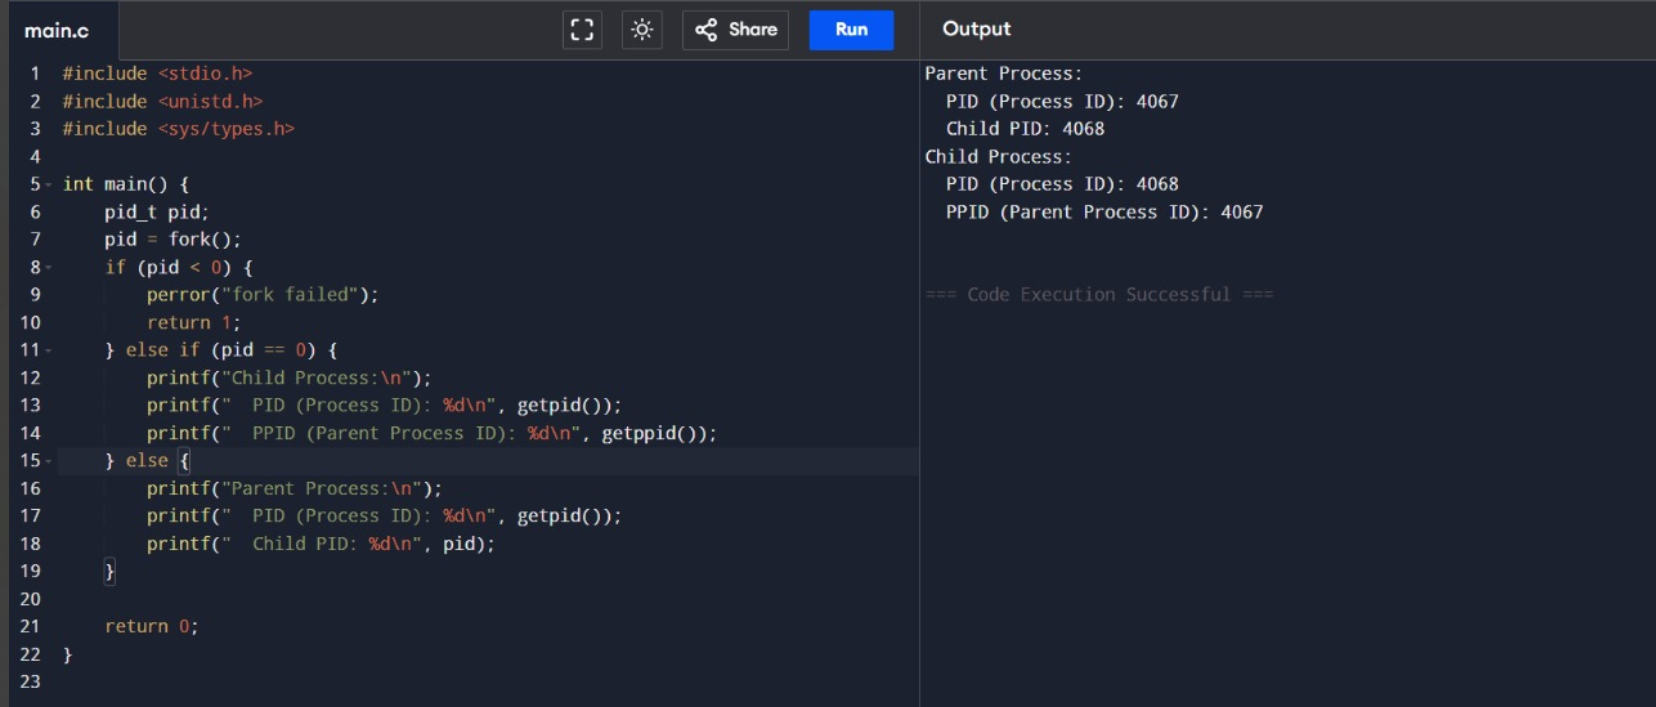 main.c
Share
Run
Output
1 #include <stdio.h>
2 #include <unistd.h>
3 #include <sys/types.h>
4
5 int main() {
6     pid_t pid;
7     pid = fork();
8     if (pid < 0) {
9         perror("fork failed");
10         return 1;
11     } else if (pid == 0) {
12         printf("Child Process:\n");
13         printf("  PID (Process ID): %d\n", getpid());
14         printf("  PPID (Parent Process ID): %d\n", getppid());
15     } else {
16         printf("Parent Process:\n");
17         printf("  PID (Process ID): %d\n", getpid());
18         printf("  Child PID: %d\n", pid);
19     }
20
21     return 0;
22 }
23
Parent Process:
  PID (Process ID): 4067
  Child PID: 4068
Child Process:
  PID (Process ID): 4068
  PPID (Parent Process ID): 4067
=== Code Execution Successful ===